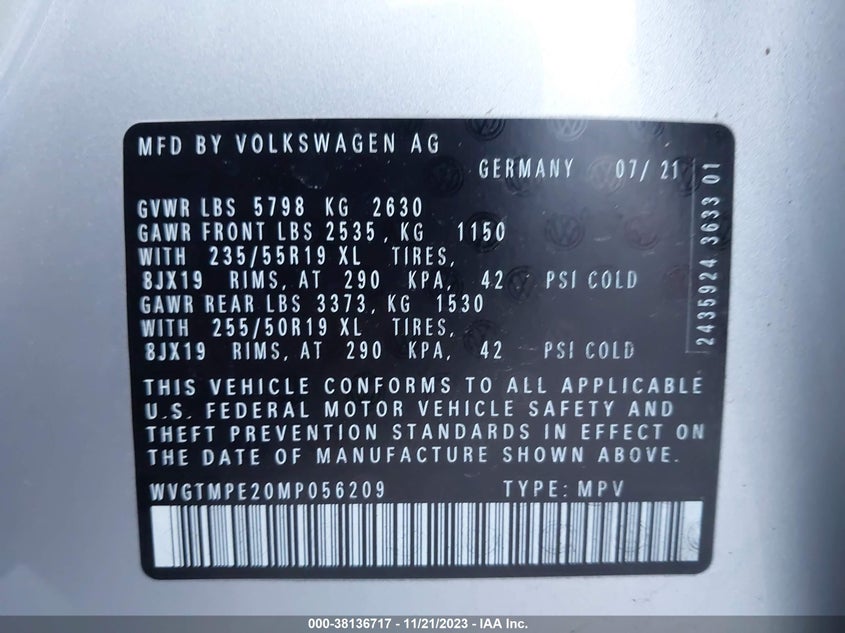 MFD BY VOLKSWAGEN AG
GERMANY 07/ 21
GVWR LBS 5798 KG 2630
GAWR FRONT LBS 2535, KG 1150
WITH 235/55R19 XL TIRES,
8JX19 RIMS, AT 290 KPA, 42 PSI COLD
GAWR REAR LBS 3373, KG 1530
WITH 255/50R19 XL TIRES,
8JX19 RIMS, AT 290 KPA, 42 PSI COLD
THIS VEHICLE CONFORMS TO ALL APPLICABLE
U.S. FEDERAL MOTOR VEHICLE SAFETY AND
THEFT PREVENTION STANDARDS IN EFFECT ON
THE DATE OF MANUFACTURE SHOWN ABOVE.
WVGTMPE20MP056209 TYPE: MPV
2435924 3633 01
000-38136717 - 11/21/2023 - IAA Inc.